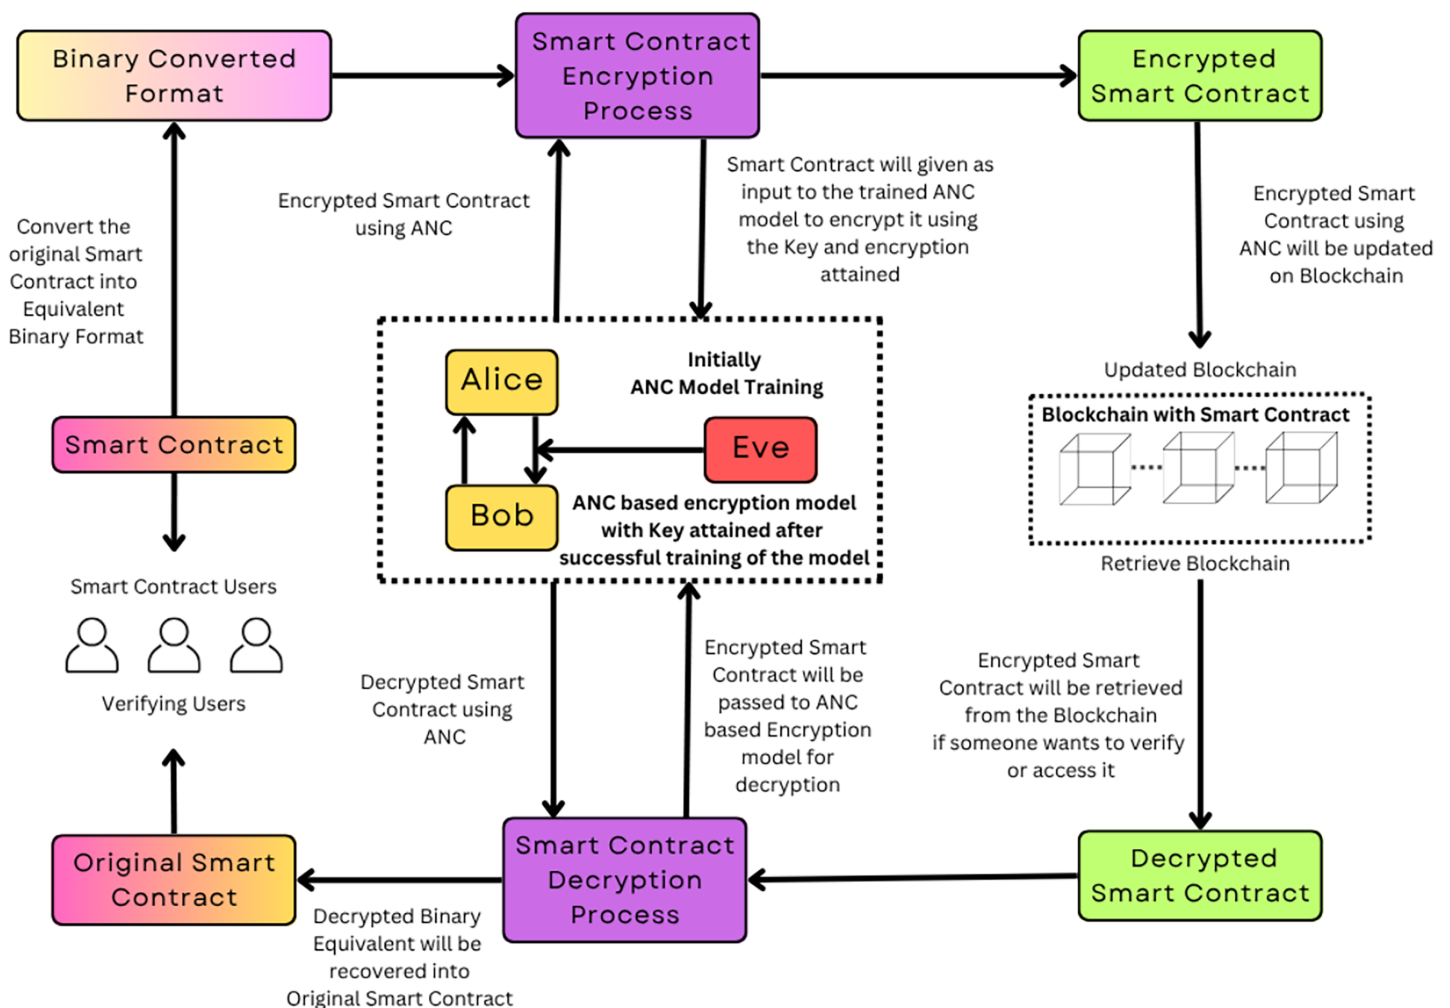 Binary Converted
Format
Smart Contract
Encryption
Process
Encrypted
Smart Contract
Convert the
original Smart
Contract into
Equivalent
Binary Format
Encrypted Smart Contract
using ANC
Smart Contract will given as
input to the trained ANC
model to encrypt it using
the Key and encryption
attained
Encrypted Smart
Contract using
ANC will be updated
on Blockchain
Smart Contract
Alice
Bob
Eve
Initially
ANC Model Training
ANC based encryption model
with Key attained after
successful training of the model
Updated Blockchain
Blockchain with Smart Contract
Retrieve Blockchain
Smart Contract Users
Verifying Users
Decrypted Smart
Contract using
ANC
Encrypted Smart
Contract will be
passed to ANC
based Encryption
model for
decryption
Encrypted Smart
Contract will be retrieved
from the Blockchain
if someone wants to verify
or access it
Original Smart
Contract
Smart Contract
Decryption
Process
Decrypted
Smart Contract
Decrypted Binary
Equivalent will be
recovered into
Original Smart Contract